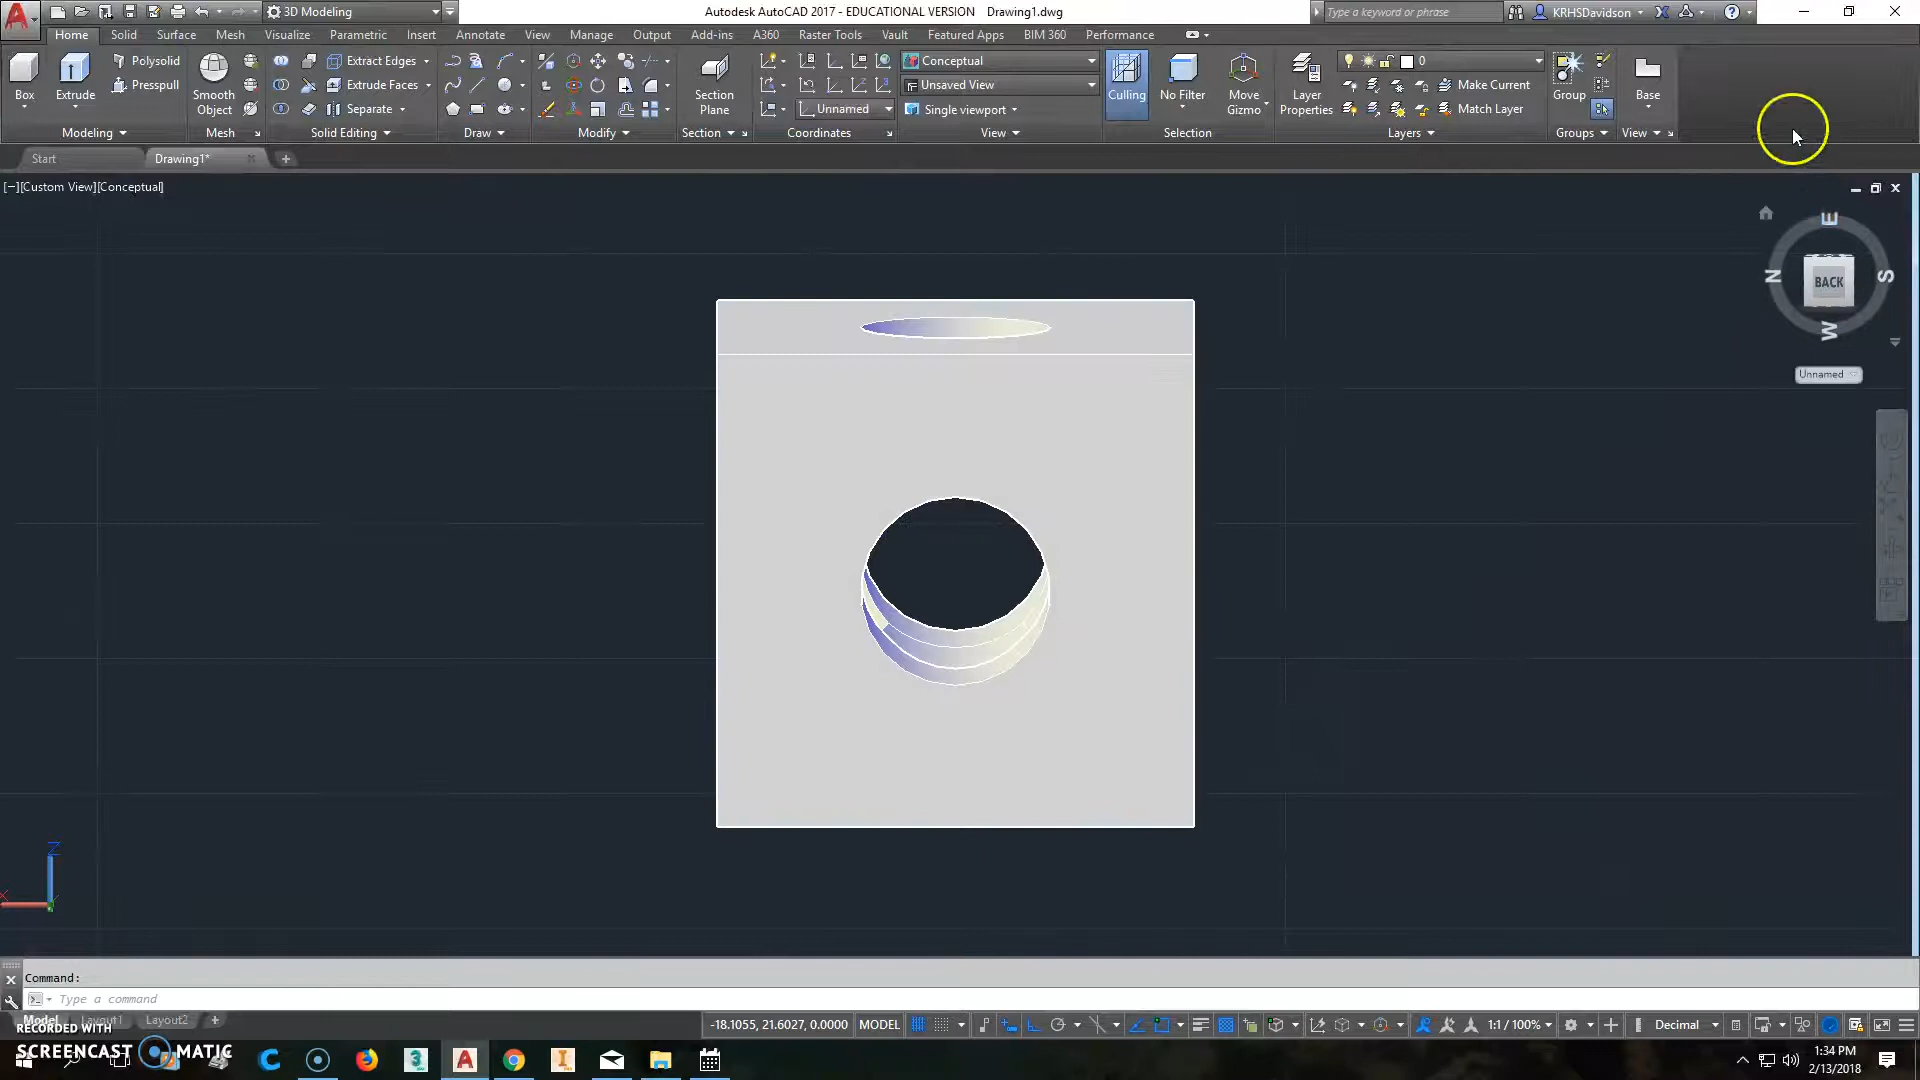 3D Modeling
Autodesk AutoCAD 2017 - EDUCATIONAL VERSION Drawing1.dwg
Type a keyword or phrase
KRHSDavidson
Home Solid Surface Mesh Visualize Parametric Insert Annotate View Manage Output Add-ins A360 Raster Tools Vault Featured Apps BIM 360 Performance
Polysolid
Extract Edges
Conceptual
0
Presspull
Extrude Faces
Unsaved View
Make Current
Box
Extrude
Smooth
Object
Separate
Section
Plane
Unnamed
Single viewport
Culling
No Filter
Move
Gizmo
Layer
Properties
Match Layer
Group
Base
Modeling
Mesh
Solid Editing
Draw
Modify
Section
Coordinates
View
Selection
Layers
Groups
View
Start
Drawing1*
[−][Custom View][Conceptual]
E
N
BACK
S
W
Unnamed
Z
X
Command:
Type a command
Model Layout1 Layout2
-18.1055, 21.6027, 0.0000 MODEL
1:1 / 100%
Decimal
RECORDED WITH
SCREENCAST MATIC
1:34 PM
2/13/2018